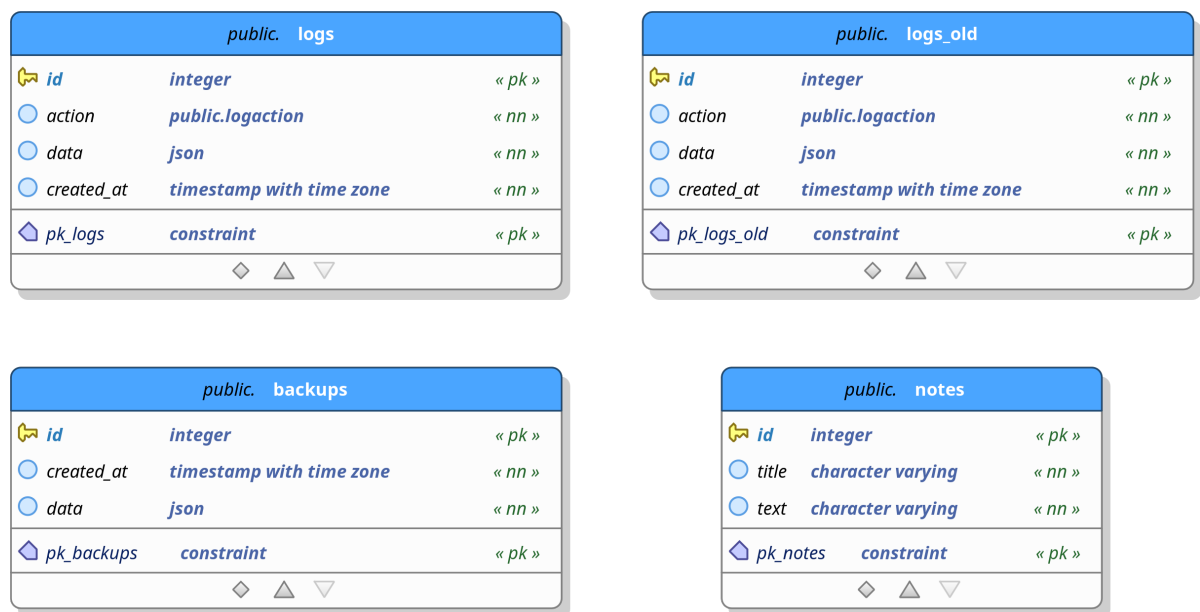 public. logs
id integer « pk »
action public.logaction « nn »
data json « nn »
created_at timestamp with time zone « nn »
pk_logs constraint « pk »
public. logs_old
id integer « pk »
action public.logaction « nn »
data json « nn »
created_at timestamp with time zone « nn »
pk_logs_old constraint « pk »
public. backups
id integer « pk »
created_at timestamp with time zone « nn »
data json « nn »
pk_backups constraint « pk »
public. notes
id integer « pk »
title character varying « nn »
text character varying « nn »
pk_notes constraint « pk »